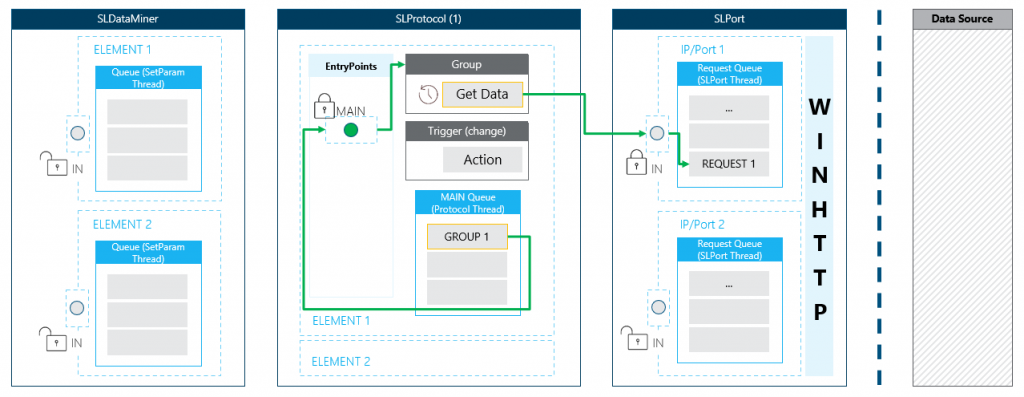 SLDataMiner
ELEMENT 1
Queue (SetParam
Thread)
IN
ELEMENT 2
Queue (SetParam
Thread)
IN
SLProtocol (1)
EntryPoints
MAIN
Group
Get Data
Trigger (change)
Action
MAIN Queue
(Protocol Thread)
GROUP 1
ELEMENT 1
ELEMENT 2
SLPort
IP/Port 1
Request Queue
(SLPort Thread)
...
REQUEST 1
IN
IP/Port 2
Request Queue
(SLPort Thread)
...
IN
W
I
N
H
T
T
P
Data Source